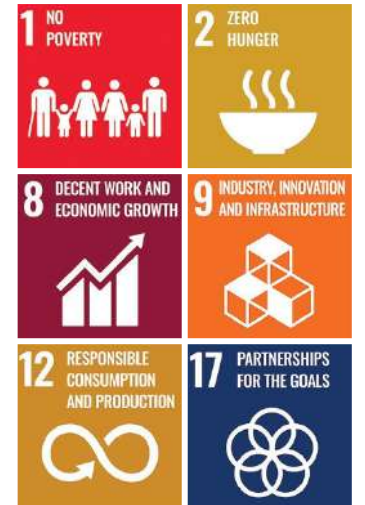 1 NO
POVERTY
2 ZERO
HUNGER
8 DECENT WORK AND
ECONOMIC GROWTH
9 INDUSTRY, INNOVATION
AND INFRASTRUCTURE
12 RESPONSIBLE
CONSUMPTION
AND PRODUCTION
17 PARTNERSHIPS
FOR THE GOALS